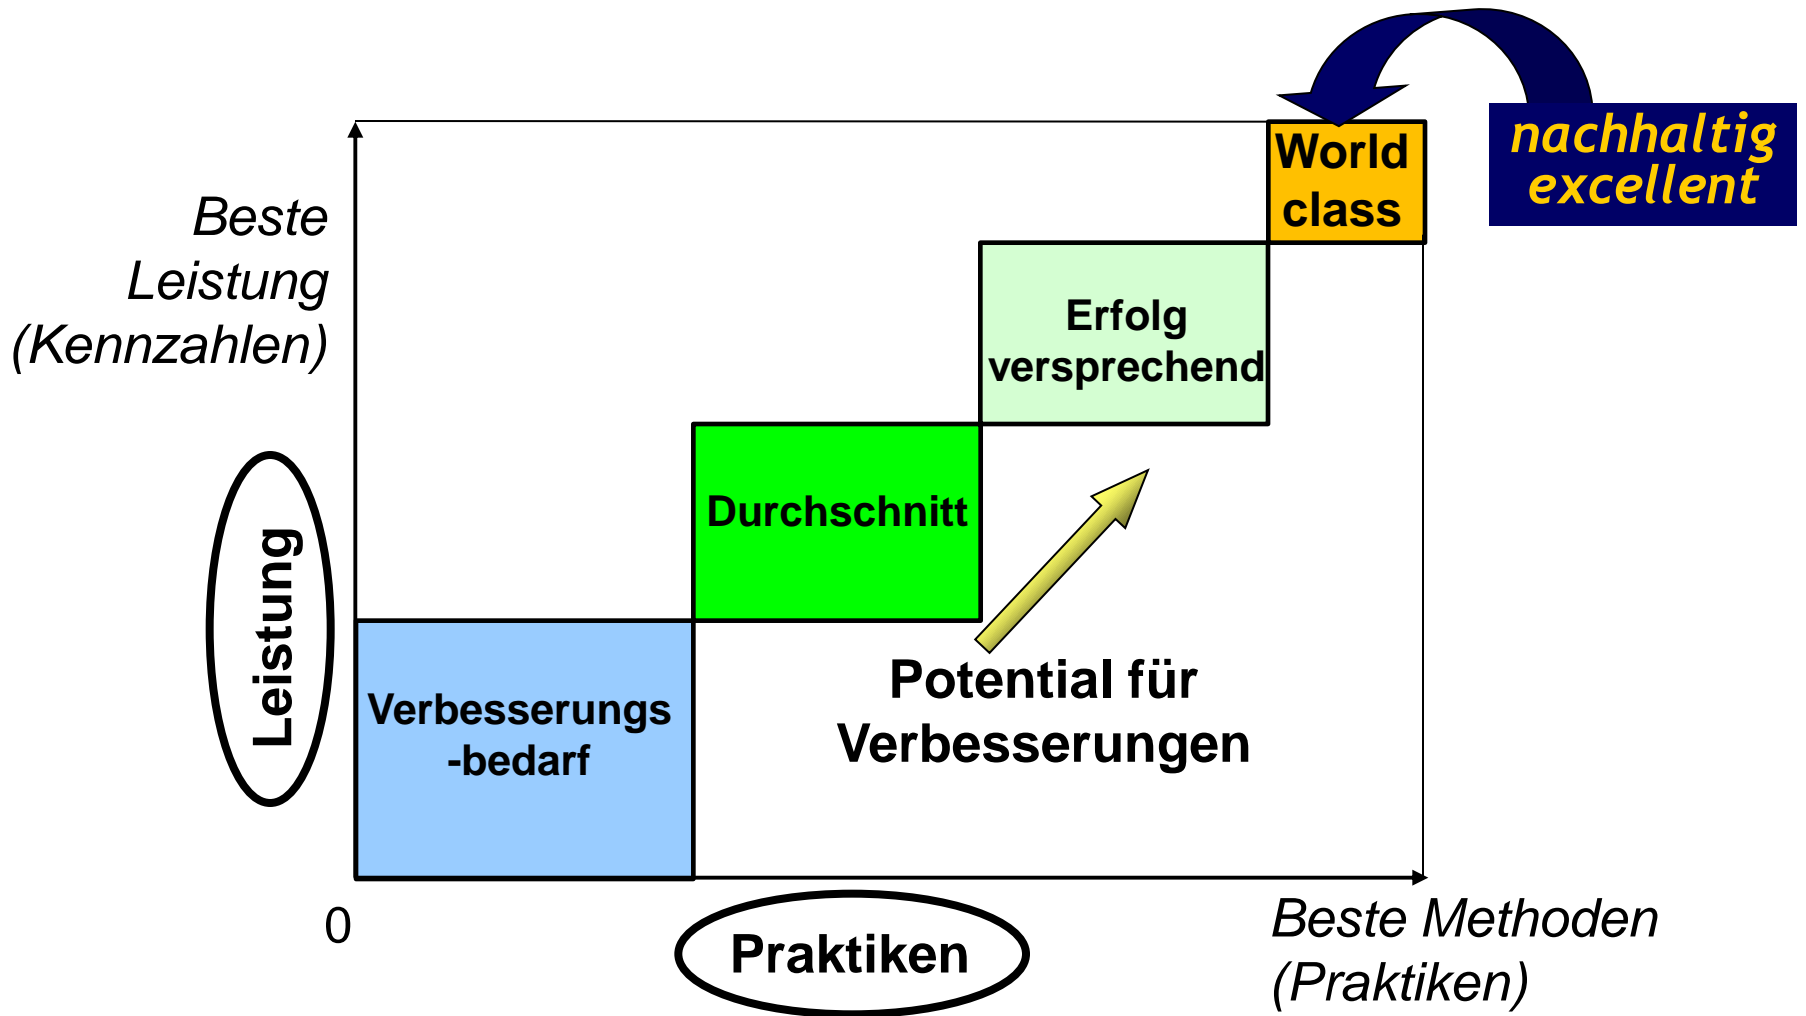 nachhaltig
excellent
World
class
Beste
Leistung
(Kennzahlen)
Erfolg
versprechend
Durchschnitt
Leistung
Potential für
Verbesserungen
Verbesserungs
-bedarf
0
Praktiken
Beste Methoden
(Praktiken)